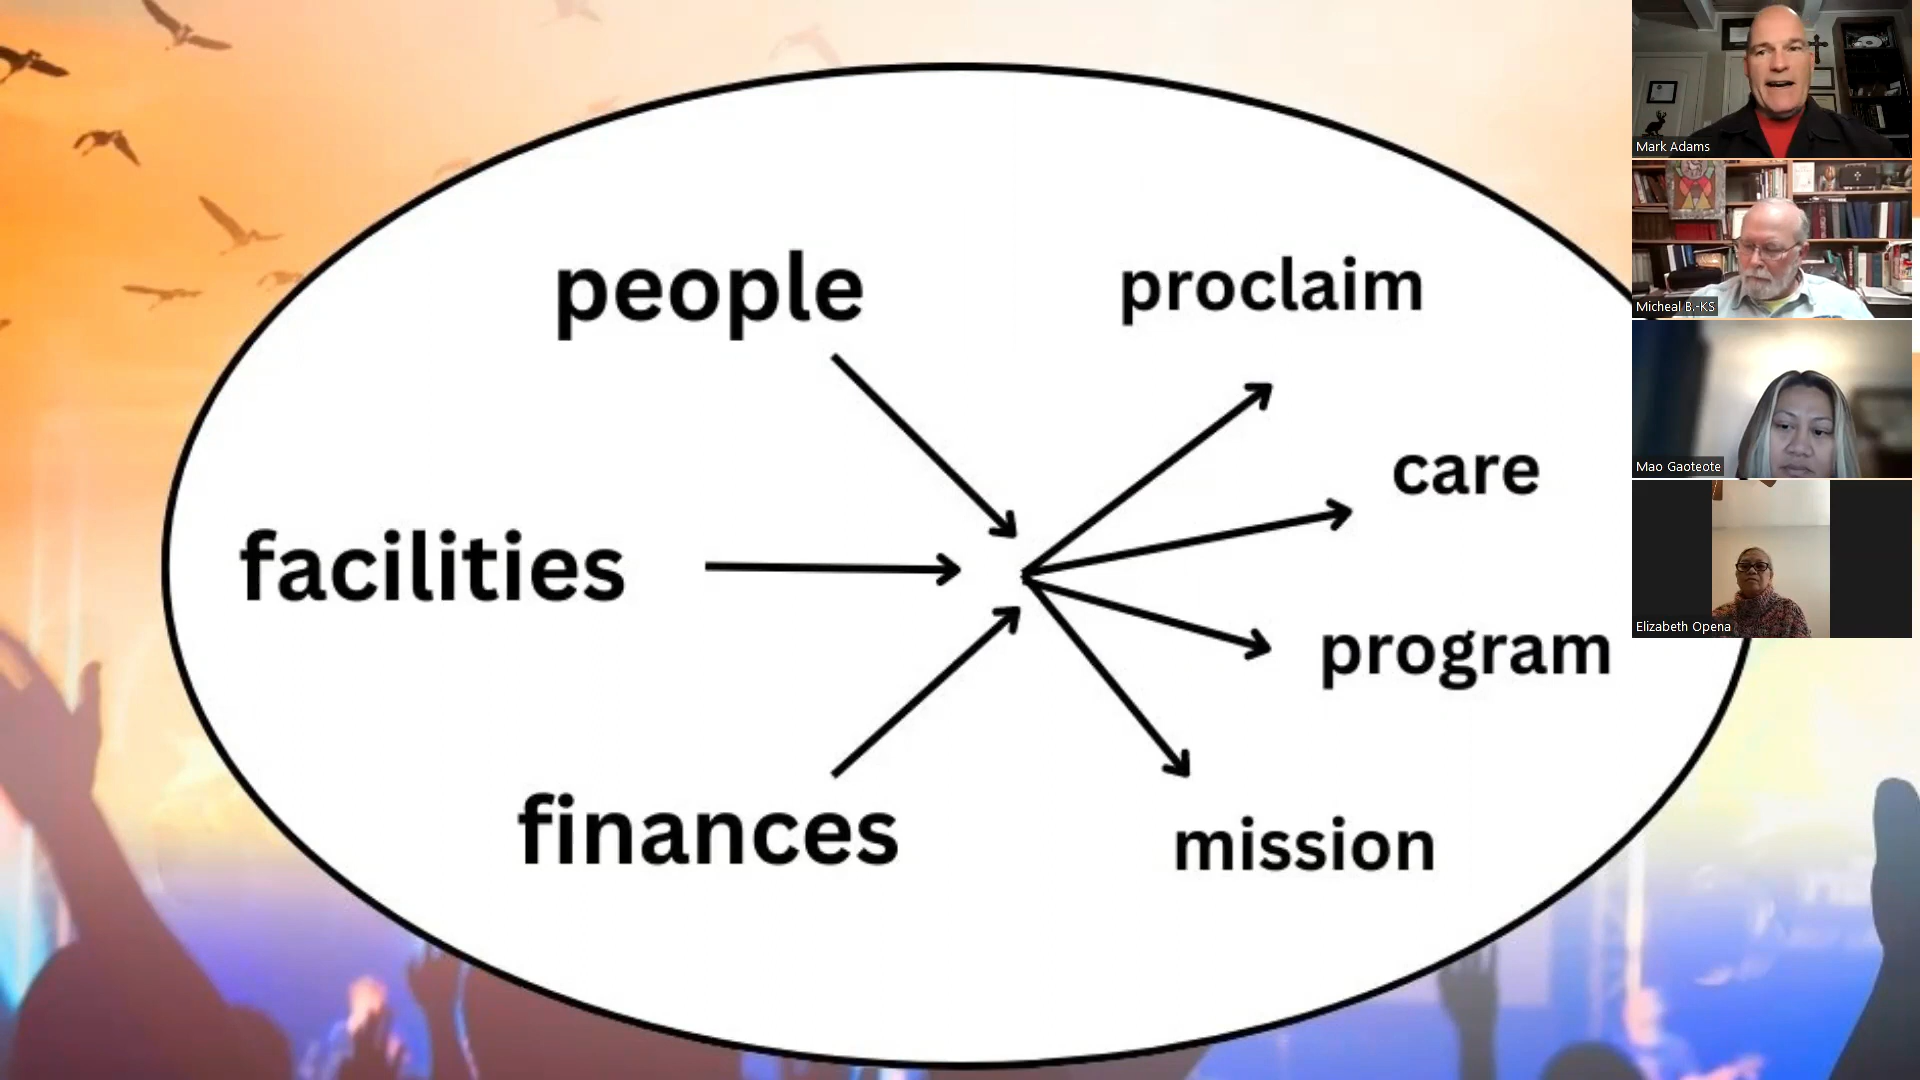 people
proclaim
care
facilities
program
finances
mission
Mark Adams
Micheal B.-KS
Mao Gaoteote
Elizabeth Opena